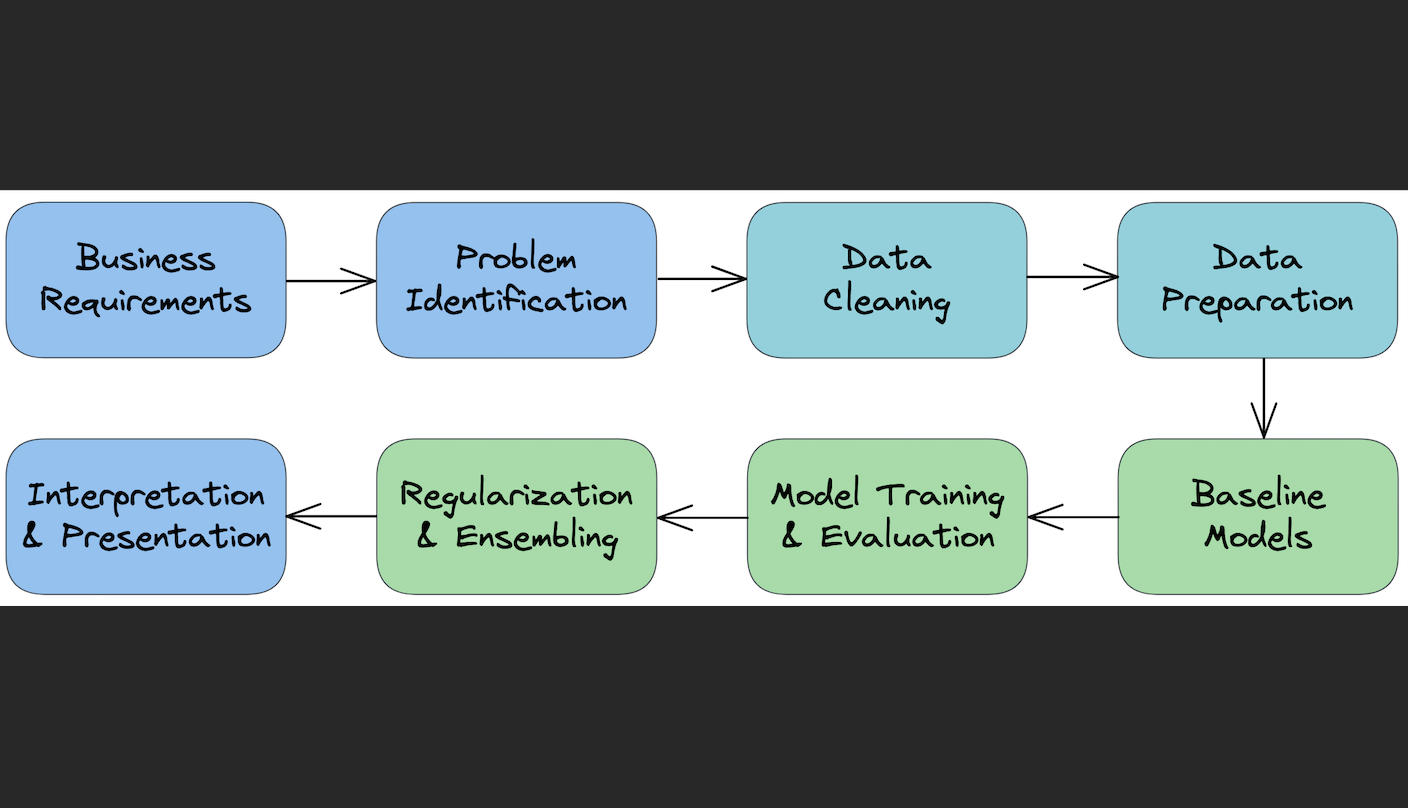 Business
Requirements
Problem
Identification
Data
Cleaning
Data
Preparation
Interpretation
& Presentation
Regularization
& Ensembling
Model Training
& Evaluation
Baseline
Models